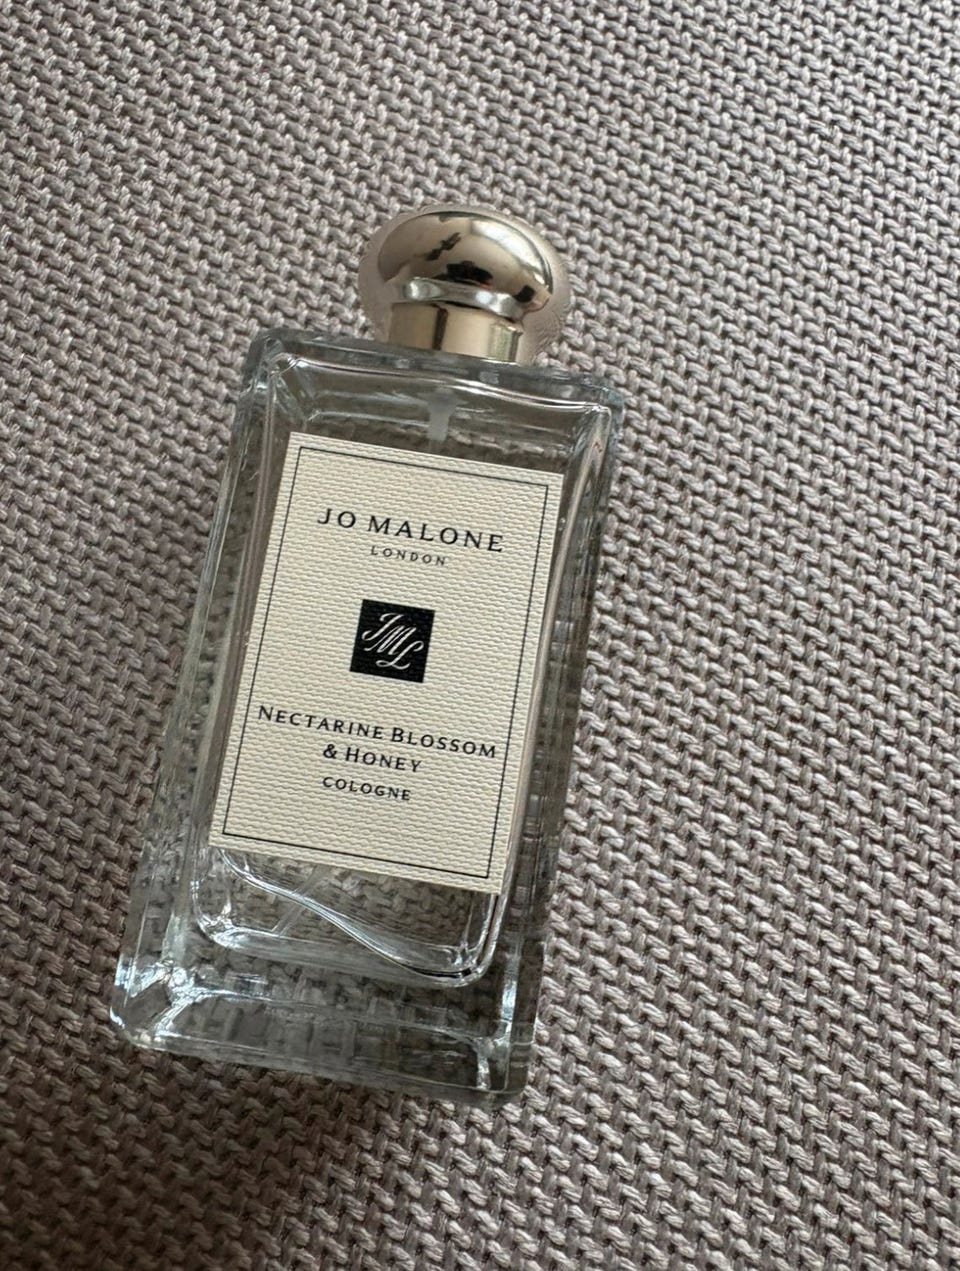 JO MALONE
LONDON
JML
NECTARINE BLOSSOM
& HONEY
COLOGNE